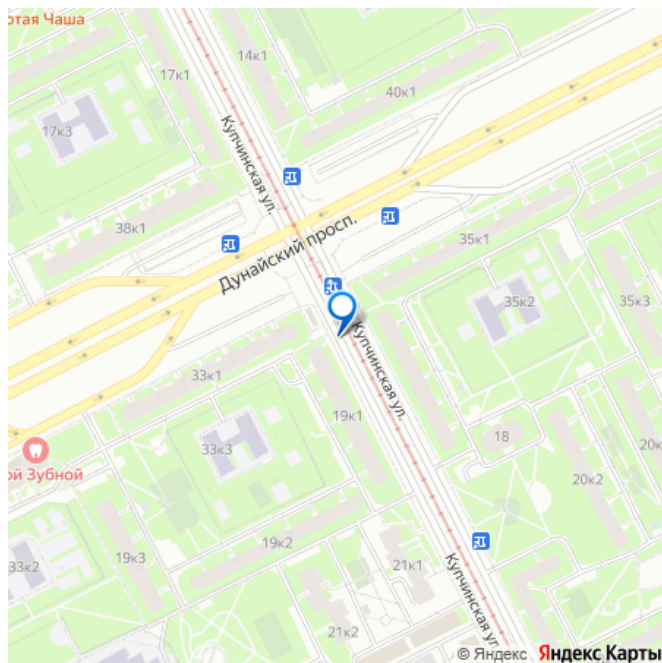 отая Чаша
14к1
17к1
40к1
17к3
Купчинская ул.
38к1
Дунайский просп.
35к1
35к2
35к3
Купчинская ул.
33к1
19к1
18
33к3
20к
ой Зубной
20к2
19к2
19к3
33к2
21к1
Купчинская ул.
21к2
© Яндекс Яндекс Карты